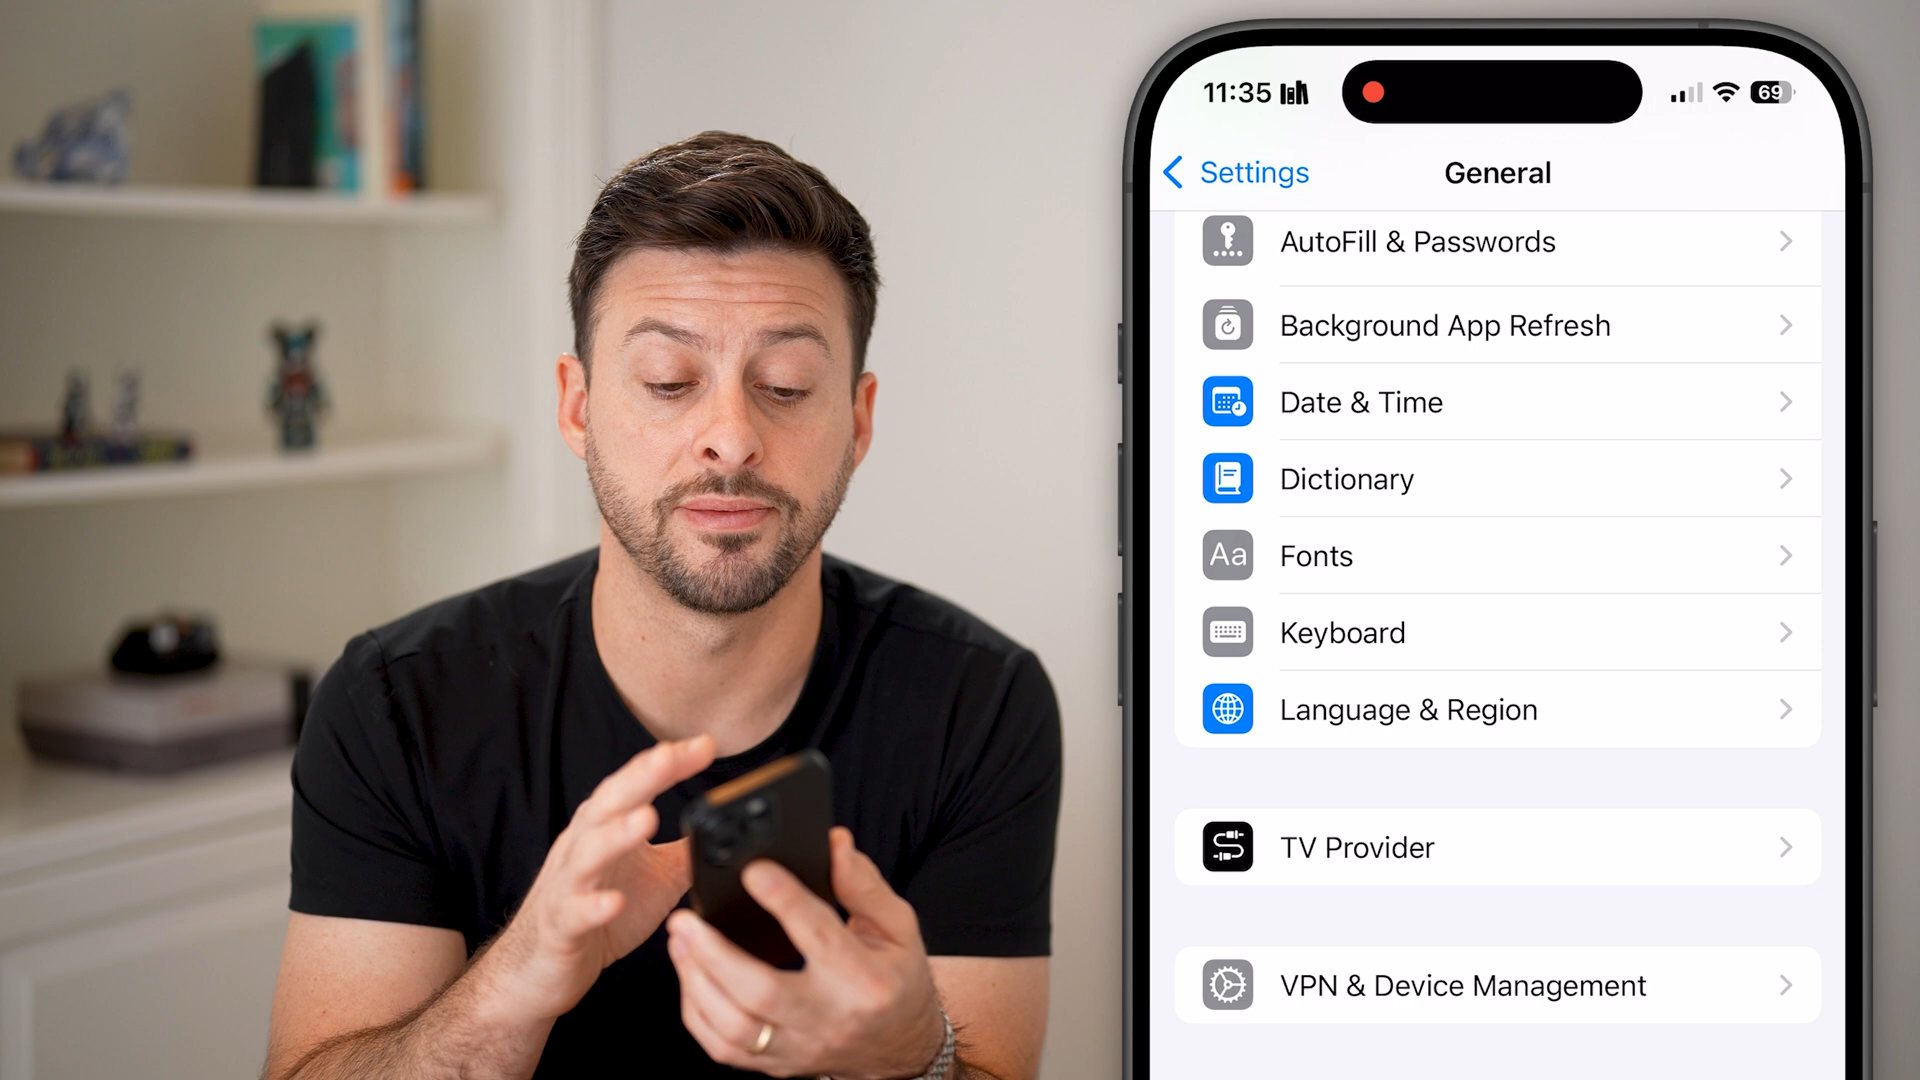 11:35
69
Settings
General
AutoFill & Passwords
Background App Refresh
Date & Time
Dictionary
Aa
Fonts
Keyboard
Language & Region
TV Provider
VPN & Device Management